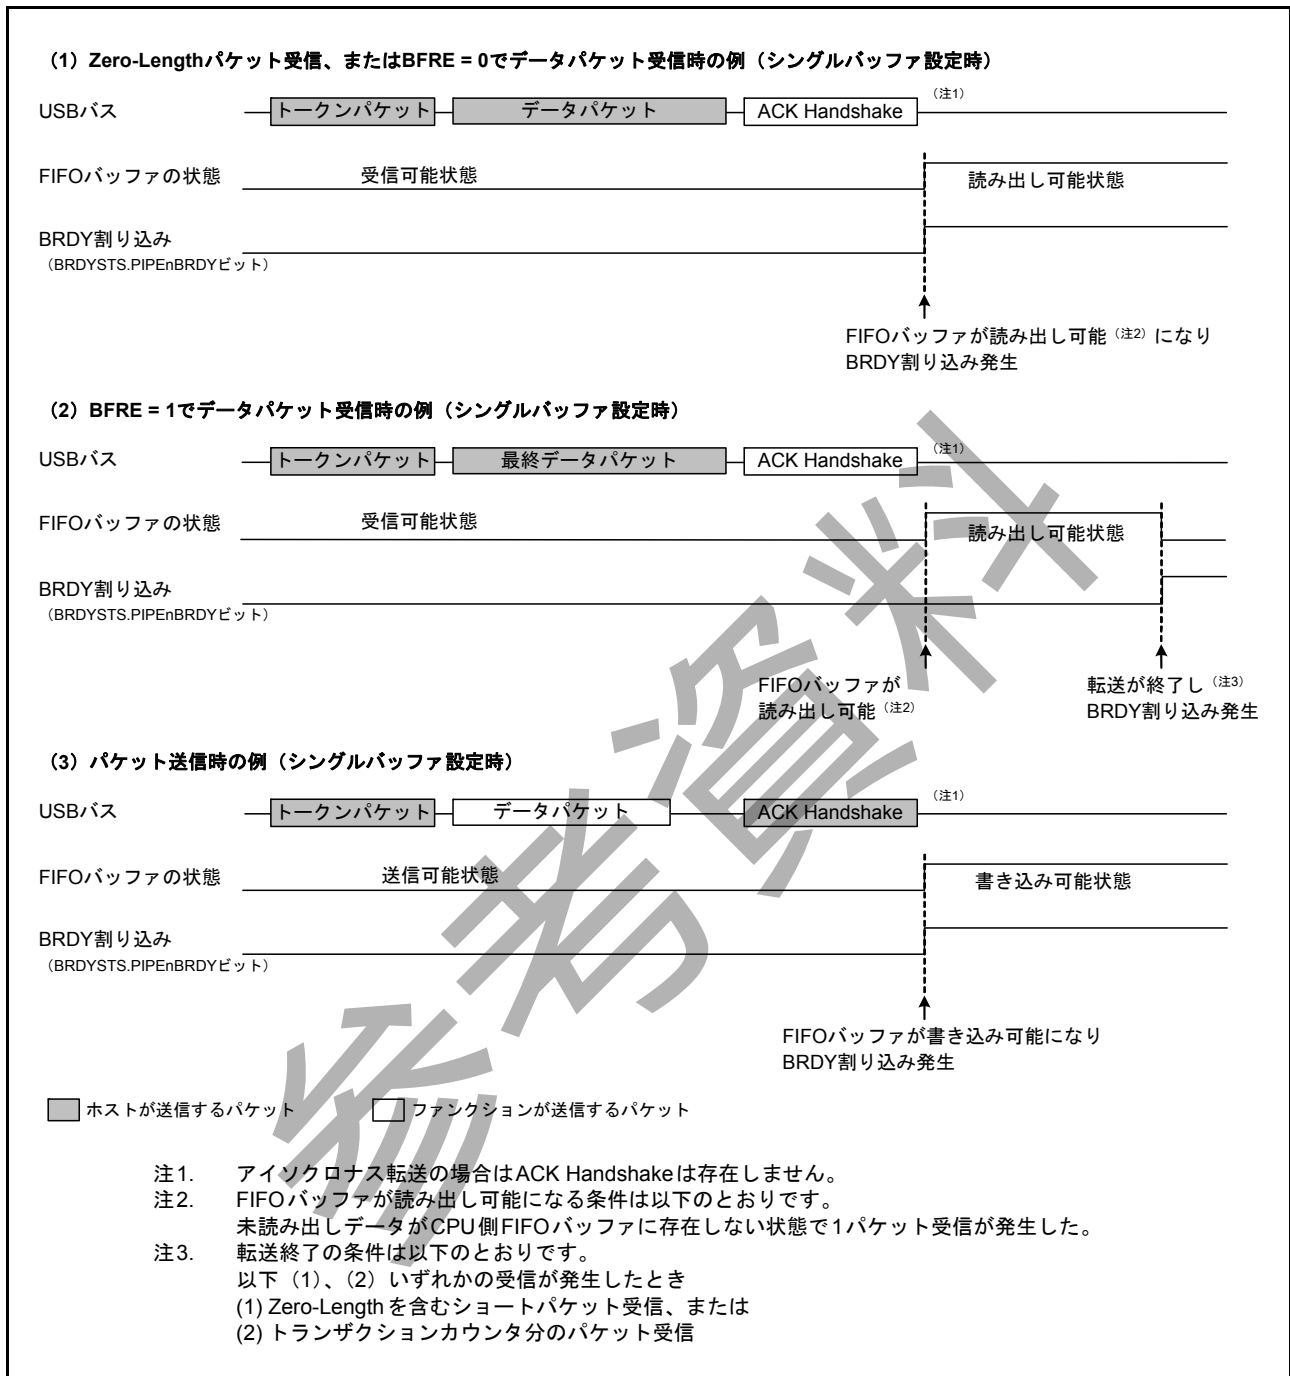 （1）Zero-Lengthパケット受信、またはBFRE = 0でデータパケット受信時の例（シングルバッファ設定時）
USBバス トークンパケット データパケット ACK Handshake （注1）
FIFOバッファの状態 受信可能状態 読み出し可能状態
BRDY割り込み
（BRDYSTS.PIPEnBRDYビット）
FIFOバッファが読み出し可能（注2）になり
BRDY割り込み発生
（2）BFRE = 1でデータパケット受信時の例（シングルバッファ設定時）
USBバス トークンパケット 最終データパケット ACK Handshake （注1）
FIFOバッファの状態 受信可能状態 読み出し可能状態
BRDY割り込み
（BRDYSTS.PIPEnBRDYビット）
FIFOバッファが
読み出し可能（注2）
転送が終了し（注3）
BRDY割り込み発生
（3）パケット送信時の例（シングルバッファ設定時）
USBバス トークンパケット データパケット ACK Handshake （注1）
FIFOバッファの状態 送信可能状態 書き込み可能状態
BRDY割り込み
（BRDYSTS.PIPEnBRDYビット）
FIFOバッファが書き込み可能になり
BRDY割り込み発生
ホストが送信するパケット ファンクションが送信するパケット
注1. アイソクロナス転送の場合はACK Handshakeは存在しません。
注2. FIFOバッファが読み出し可能になる条件は以下のとおりです。
未読み出しデータがCPU側FIFOバッファに存在しない状態で1パケット受信が発生した。
注3. 転送終了の条件は以下のとおりです。
以下（1）、（2）いずれかの受信が発生したとき
(1) Zero-Lengthを含むショートパケット受信、または
(2) トランザクションカウンタ分のパケット受信
参考資料